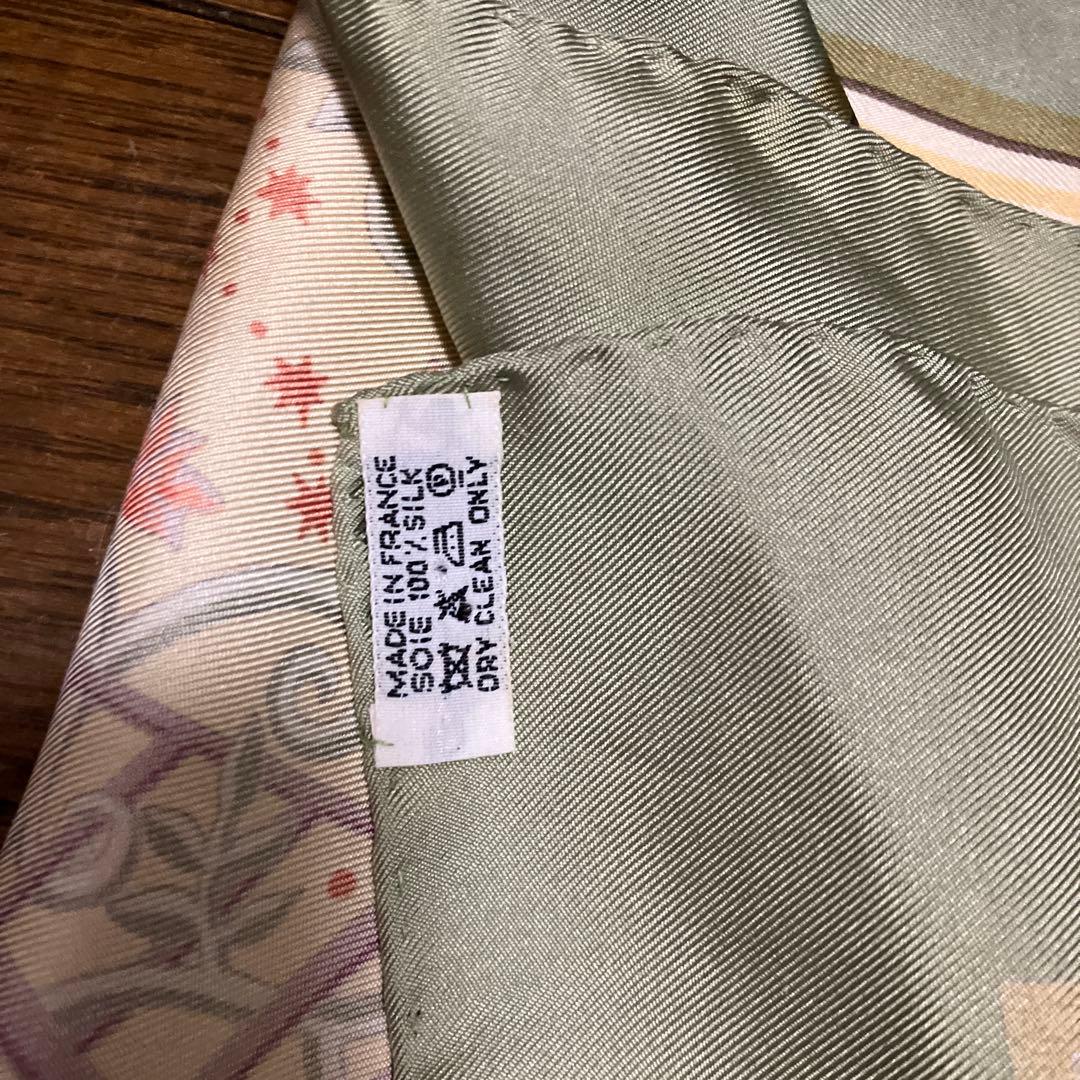 MADE IN FRANCE
SOIE 100% SILK
P
DRY CLEAN ONLY